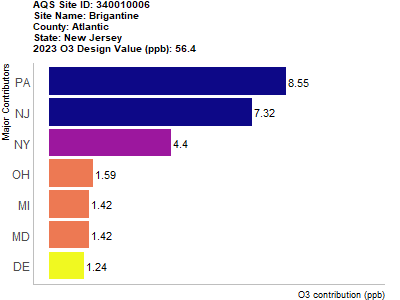 AQS Site ID: 340010006
Site Name: Brigantine
County: Atlantic
State: New Jersey
2023 O3 Design Value (ppb): 56.4
Major Contributors
PA 8.55
NJ 7.32
NY 4.4
OH 1.59
MI 1.42
MD 1.42
DE 1.24
O3 contribution (ppb)